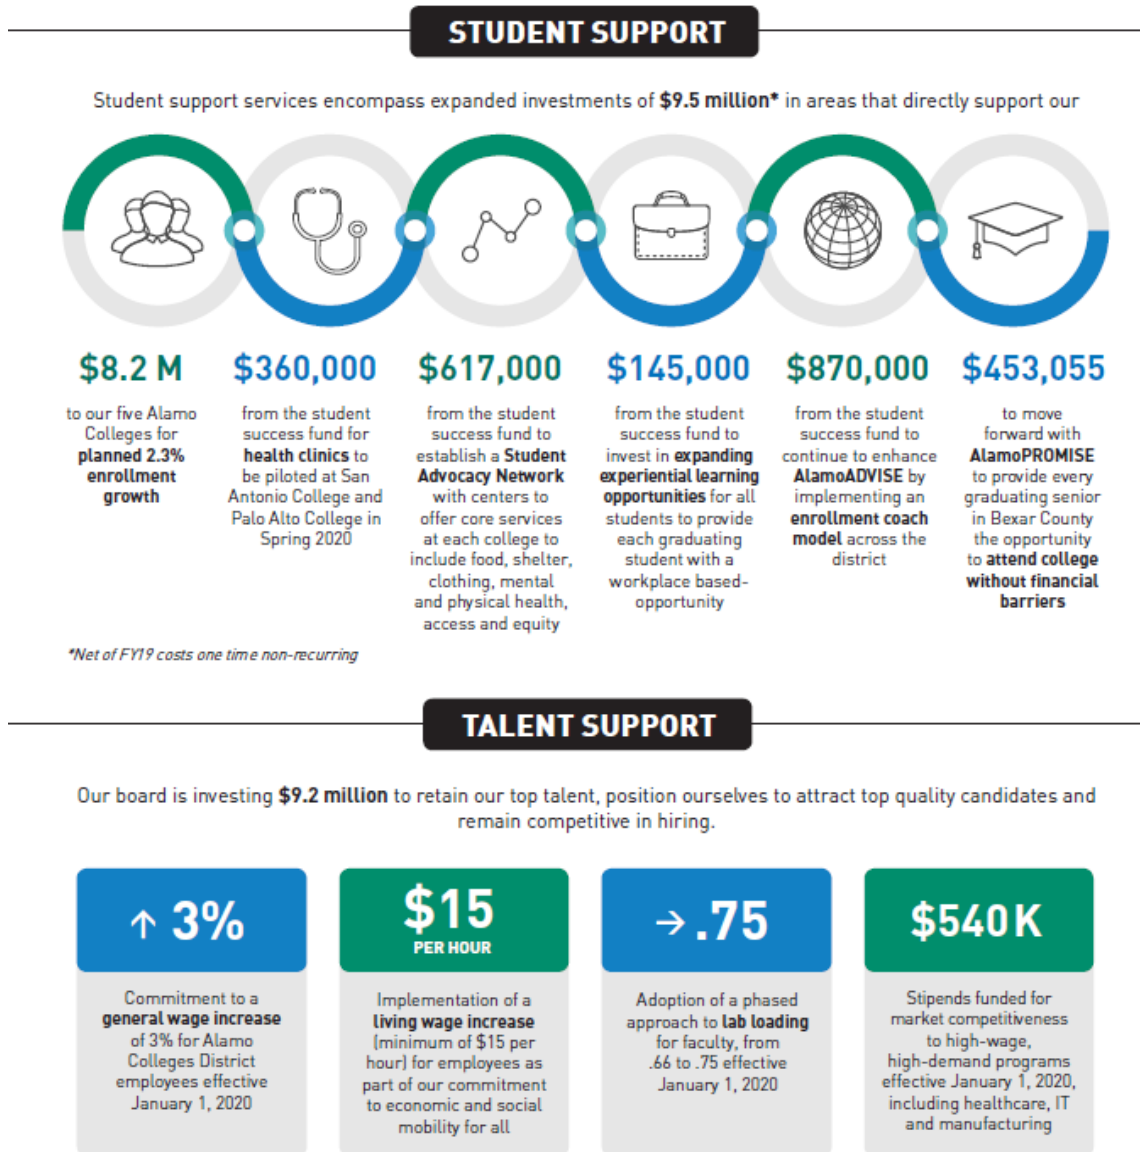 STUDENT SUPPORT
Student support services encompass expanded investments of $9.5 million* in areas that directly support our
$8.2 M
to our five Alamo
Colleges for
planned 2.3%
enrollment
growth
$360,000
from the student
success fund for
health clinics to
be piloted at San
Antonio College and
Palo Alto College in
Spring 2020
$617,000
from the student
success fund to
establish a Student
Advocacy Network
with centers to
offer core services
at each college to
include food, shelter,
clothing, mental
and physical health,
access and equity
$145,000
from the student
success fund to
invest in expanding
experiential learning
opportunities for all
students to provide
each graduating
student with a
workplace based-
opportunity
$870,000
from the student
success fund to
continue to enhance
AlamoADVISE by
implementing an
enrollment coach
model across the
district
$453,055
to move
forward with
AlamoPROMISE
to provide every
graduating senior
in Bexar County
the opportunity
to attend college
without financial
barriers
*Net of FY19 costs one time non-recurring
TALENT SUPPORT
Our board is investing $9.2 million to retain our top talent, position ourselves to attract top quality candidates and
remain competitive in hiring.
↑ 3%
Commitment to a
general wage increase
of 3% for Alamo
Colleges District
employees effective
January 1, 2020
$15
PER HOUR
Implementation of a
living wage increase
(minimum of $15 per
hour) for employees as
part of our commitment
to economic and social
mobility for all
→ .75
Adoption of a phased
approach to lab loading
for faculty, from
.66 to .75 effective
January 1, 2020
$540K
Stipends funded for
market competitiveness
to high-wage,
high-demand programs
effective January 1, 2020,
including healthcare, IT
and manufacturing